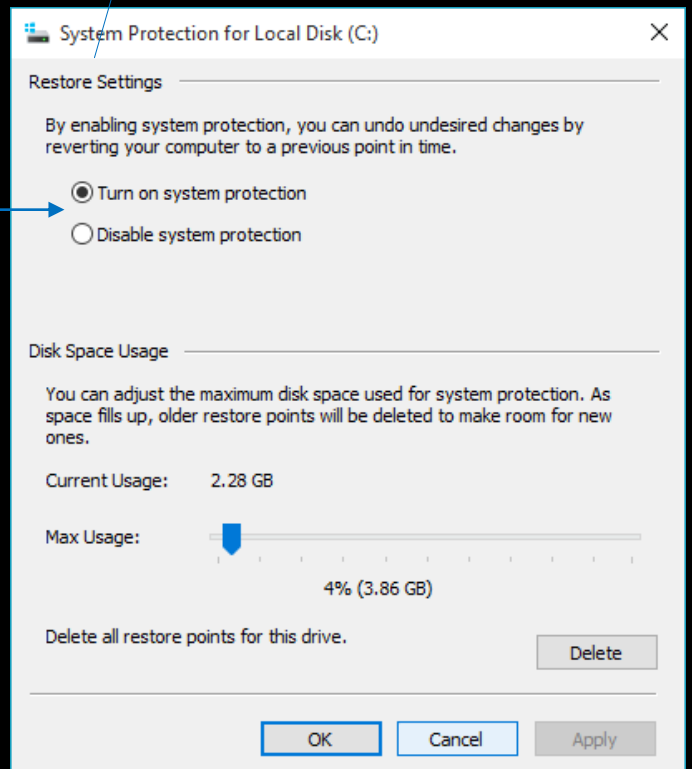 System Protection for Local Disk (C:)
Restore Settings
By enabling system protection, you can undo undesired changes by
reverting your computer to a previous point in time.
Turn on system protection
Disable system protection
Disk Space Usage
You can adjust the maximum disk space used for system protection. As
space fills up, older restore points will be deleted to make room for new
ones.
Current Usage: 2.28 GB
Max Usage:
4% (3.86 GB)
Delete all restore points for this drive.
Delete
OK Cancel Apply